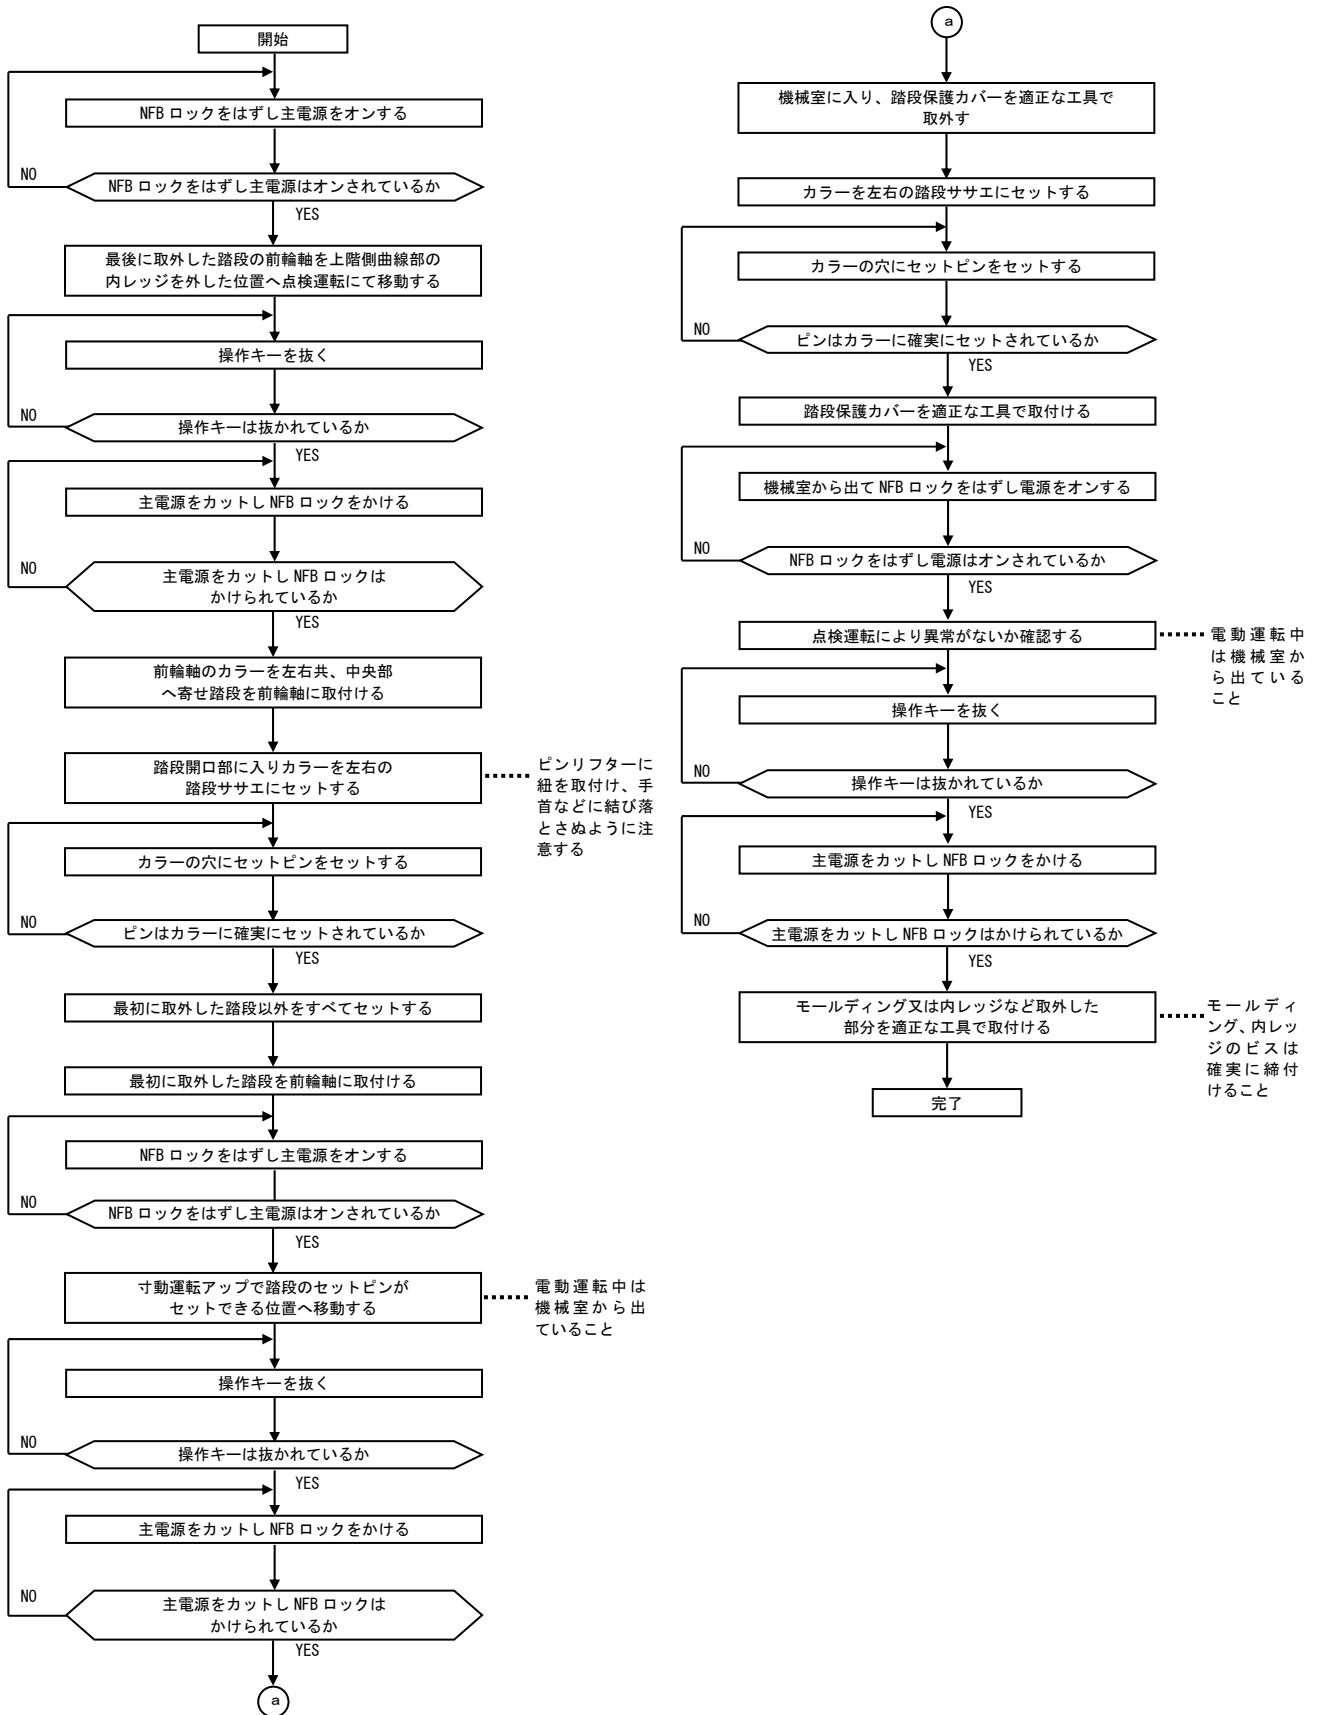 開始
NFB ロックをはずし主電源をオンする
NO
NFB ロックをはずし主電源はオンされているか
YES
最後に取外した踏段の前輪軸を上階側曲線部の
内レッジを外した位置へ点検運転にて移動する
操作キーを抜く
NO
操作キーは抜かれているか
YES
主電源をカットし NFB ロックをかける
NO
主電源をカットし NFB ロックは
かけられているか
YES
前輪軸のカラーを左右共、中央部
へ寄せ踏段を前輪軸に取付ける
踏段開口部に入りカラーを左右の
踏段ササエにセットする
ピンリフターに
紐を取付け、手
首などに結び落
とさぬように注
意する
カラーの穴にセットピンをセットする
NO
ピンはカラーに確実にセットされているか
YES
最初に取外した踏段以外をすべてセットする
最初に取外した踏段を前輪軸に取付ける
NFB ロックをはずし主電源をオンする
NO
NFB ロックをはずし主電源はオンされているか
YES
寸動運転アップで踏段のセットピンが
セットできる位置へ移動する
電動運転中は
機械室から出
ていること
操作キーを抜く
NO
操作キーは抜かれているか
YES
主電源をカットし NFB ロックをかける
NO
主電源をカットし NFB ロックは
かけられているか
YES
a
a
機械室に入り、踏段保護カバーを適正な工具で
取外す
カラーを左右の踏段ササエにセットする
カラーの穴にセットピンをセットする
NO
ピンはカラーに確実にセットされているか
YES
踏段保護カバーを適正な工具で取付ける
機械室から出て NFB ロックをはずし電源をオンする
NO
NFB ロックをはずし電源はオンされているか
YES
点検運転により異常がないか確認する
電動運転中
は機械室か
ら出ている
こと
操作キーを抜く
NO
操作キーは抜かれているか
YES
主電源をカットし NFB ロックをかける
NO
主電源をカットし NFB ロックはかけられているか
YES
モールディング又は内レッジなど取外した
部分を適正な工具で取付ける
モールディ
ング、内レッ
ジのビスは
確実に締付
けること
完了